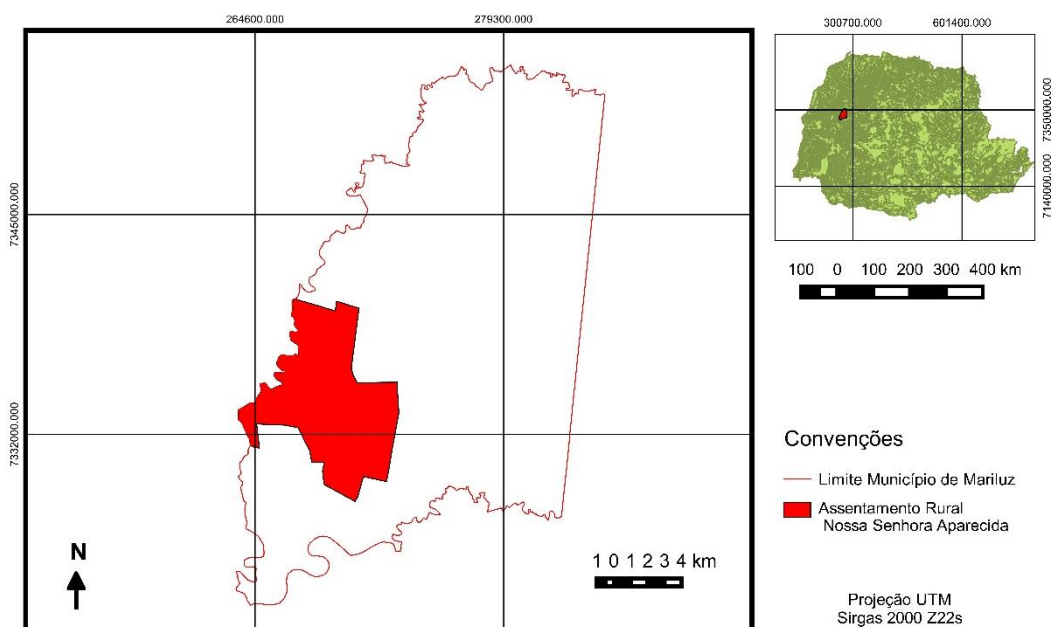 264600.000
279300.000
300700.000
601400.000
7345000.000
7332000.000
7350000.000
7140000.000
100 0 100 200 300 400 km
Convenções
Limite Município de Mariluz
Assentamento Rural
Nossa Senhora Aparecida
N
1 0 1 2 3 4 km
Projeção UTM
Sirgas 2000 Z22s